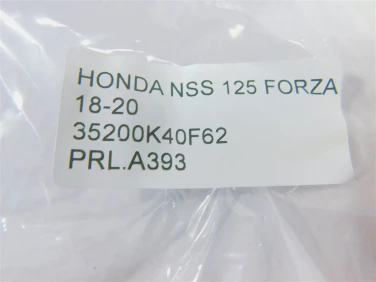 HONDA NSS 125 FORZA
18-20
35200K40F62
PRL.A393